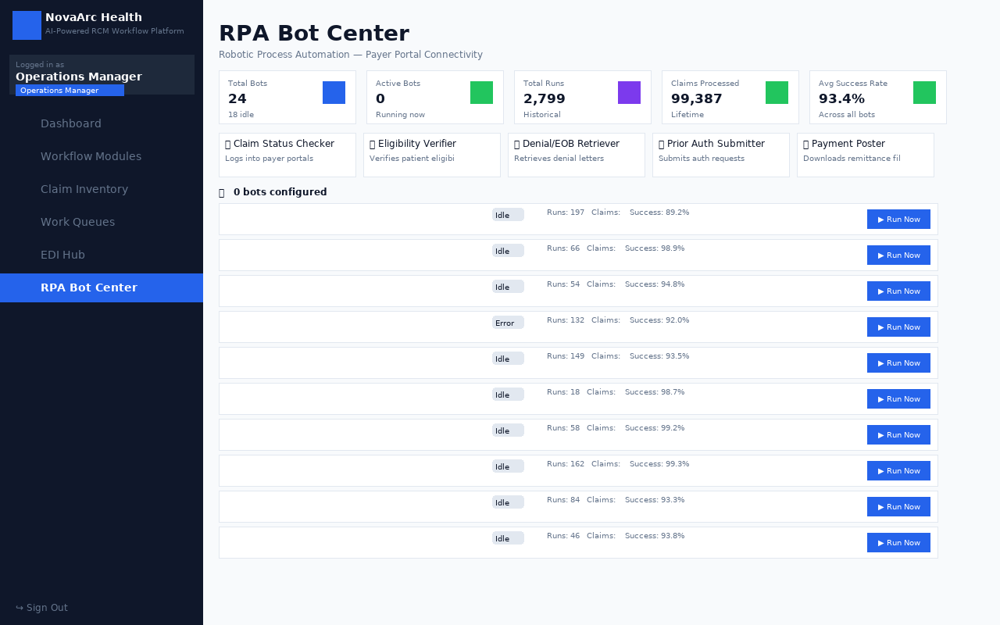 NovaArc Health
AI-Powered RCM Workflow Platform
Logged in as
Operations Manager
Operations Manager
Dashboard
Workflow Modules
Claim Inventory
Work Queues
EDI Hub
RPA Bot Center
↪ Sign Out
RPA Bot Center
Robotic Process Automation — Payer Portal Connectivity
Total Bots
24
18 idle
Active Bots
0
Running now
Total Runs
2,799
Historical
Claims Processed
99,387
Lifetime
Avg Success Rate
93.4%
Across all bots
Claim Status Checker
Logs into payer portals
Eligibility Verifier
Verifies patient eligibi
Denial/EOB Retriever
Retrieves denial letters
Prior Auth Submitter
Submits auth requests
Payment Poster
Downloads remittance fil
0 bots configured
Idle Runs: 197 Claims: Success: 89.2% ▶ Run Now
Idle Runs: 66 Claims: Success: 98.9% ▶ Run Now
Idle Runs: 54 Claims: Success: 94.8% ▶ Run Now
Error Runs: 132 Claims: Success: 92.0% ▶ Run Now
Idle Runs: 149 Claims: Success: 93.5% ▶ Run Now
Idle Runs: 18 Claims: Success: 98.7% ▶ Run Now
Idle Runs: 58 Claims: Success: 99.2% ▶ Run Now
Idle Runs: 162 Claims: Success: 99.3% ▶ Run Now
Idle Runs: 84 Claims: Success: 93.3% ▶ Run Now
Idle Runs: 46 Claims: Success: 93.8% ▶ Run Now